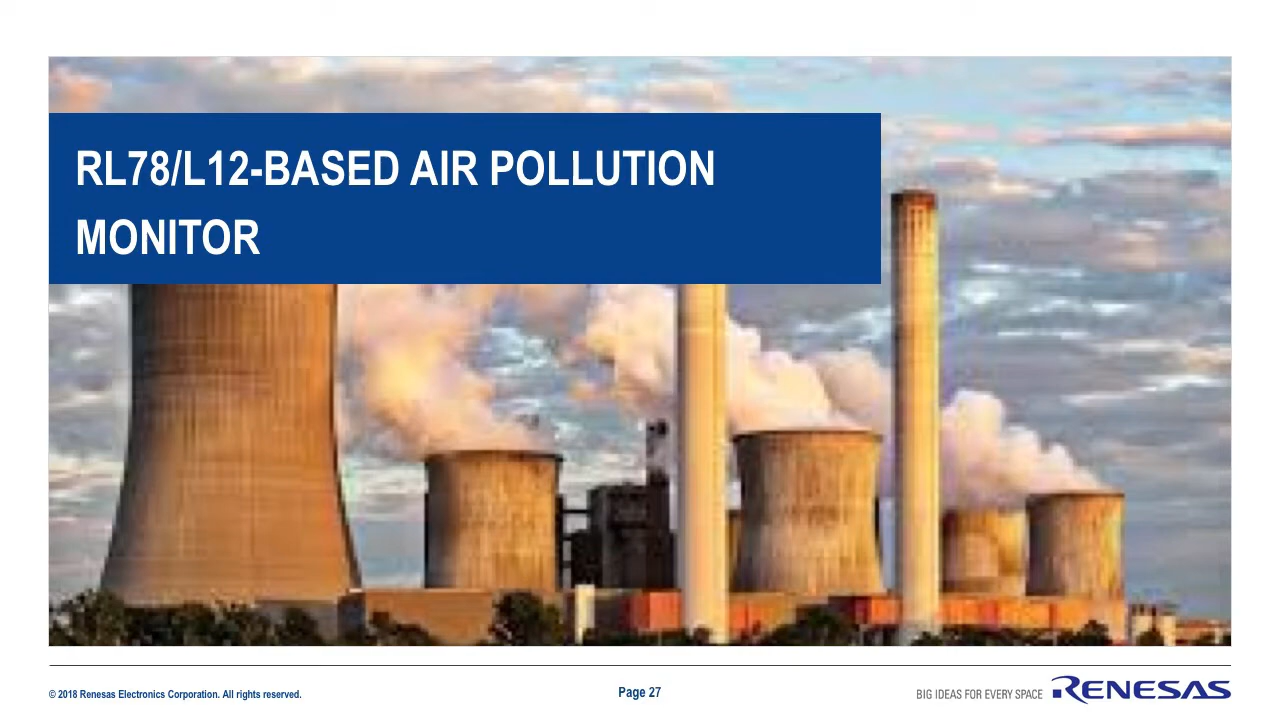 RL78/L12-BASED AIR POLLUTION
MONITOR
© 2018 Renesas Electronics Corporation. All rights reserved.
Page 27
BIG IDEAS FOR EVERY SPACE RENESAS